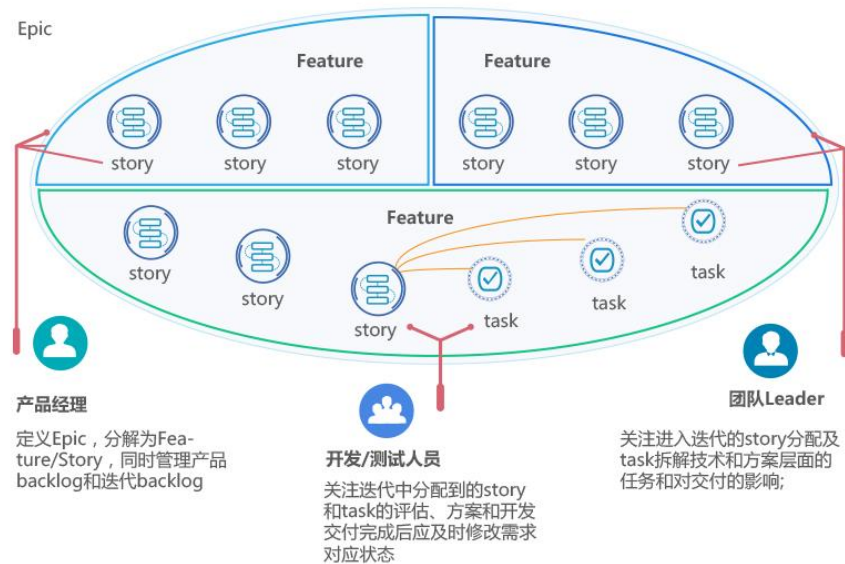 Epic
Feature
Feature
story
story
story
story
story
story
Feature
story
story
story
task
task
task
产品经理
定义Epic，分解为Fea-
ture/Story，同时管理产品
backlog和迭代backlog
开发/测试人员
关注迭代中分配到的story
和task的评估、方案和开发
交付完成后应及时修改需求
对应状态
团队Leader
关注进入迭代的story分配及
task拆解技术和方案层面的
任务和对交付的影响;